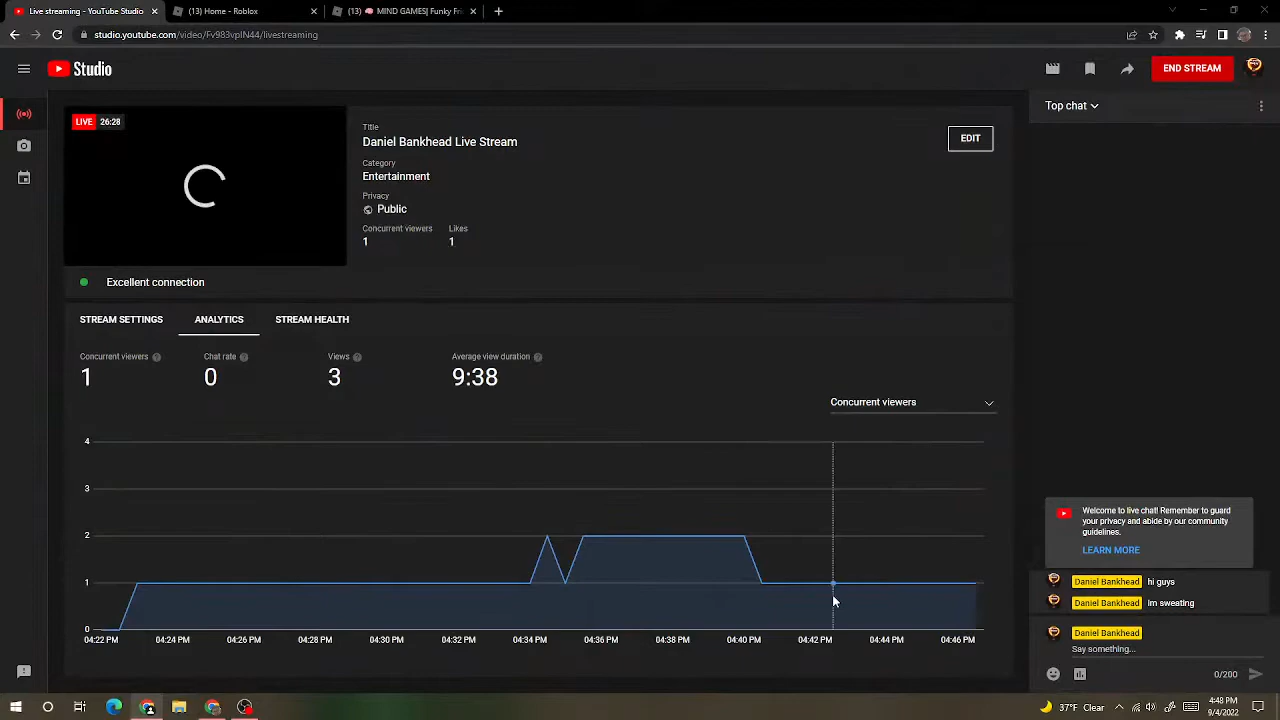 Live streaming - YouTube Studio
(13) Home - Roblox
(13) 🧠 MIND GAMES| Funky Fri
studio.youtube.com/video/Fv983vpIN44/livestreaming
Studio
END STREAM
LIVE 26:28
Title
Daniel Bankhead Live Stream
EDIT
Category
Entertainment
Privacy
Public
Concurrent viewers Likes
1 1
Excellent connection
STREAM SETTINGS ANALYTICS STREAM HEALTH
Concurrent viewers Chat rate Views Average view duration
1 0 3 9:38
Concurrent viewers
4
3
2
1
0
04:22 PM 04:24 PM 04:26 PM 04:28 PM 04:30 PM 04:32 PM 04:34 PM 04:36 PM 04:38 PM 04:40 PM 04:42 PM 04:44 PM 04:46 PM
Top chat
Welcome to live chat! Remember to guard
your privacy and abide by our community
guidelines.
LEARN MORE
Daniel Bankhead hi guys
Daniel Bankhead Im sweating
Daniel Bankhead
Say something...
0/200
37°F Clear
4:48 PM
9/4/2022